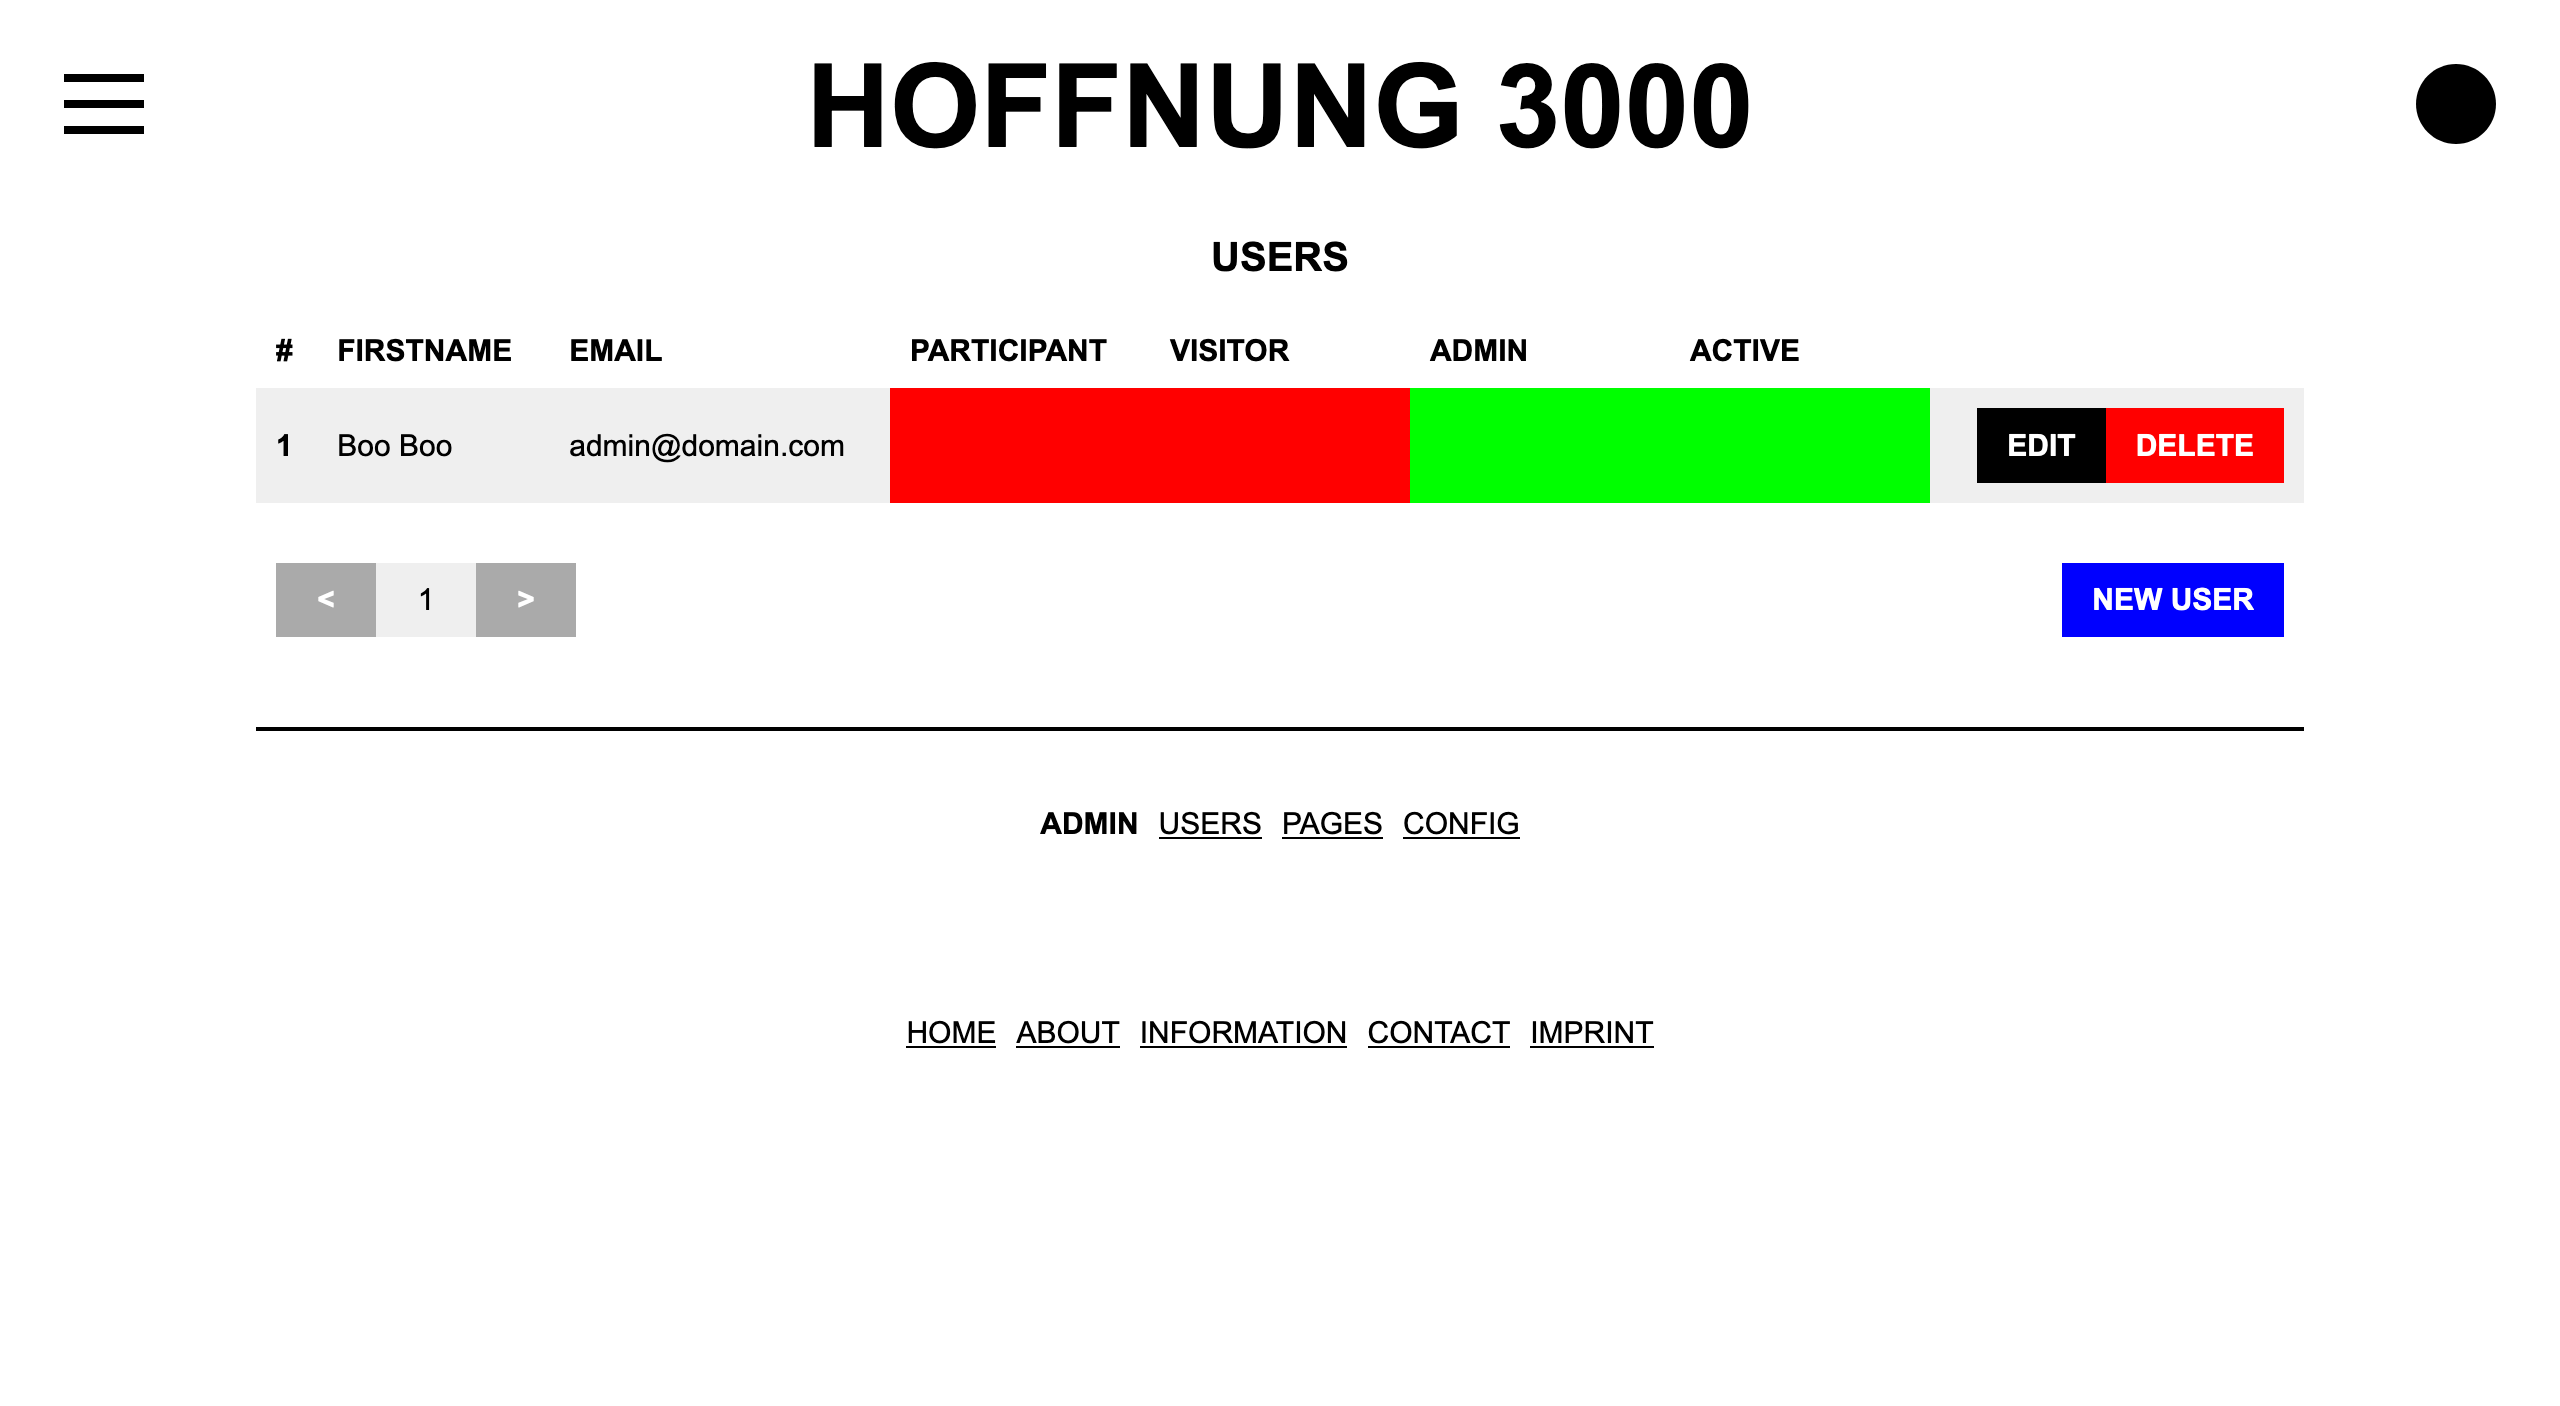 HOFFNUNG 3000
USERS
# FIRSTNAME EMAIL PARTICIPANT VISITOR ADMIN ACTIVE
1 Boo Boo admin@domain.com EDIT DELETE
< 1 > NEW USER
ADMIN USERS PAGES CONFIG
HOME ABOUT INFORMATION CONTACT IMPRINT